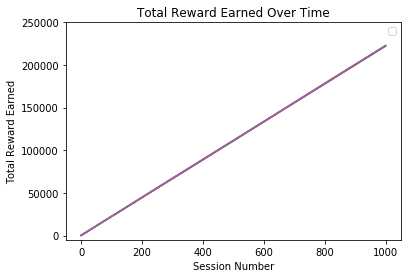 Total Reward Earned Over Time
250000
200000
150000
100000
50000
0
Total Reward Earned
0 200 400 600 800 1000
Session Number